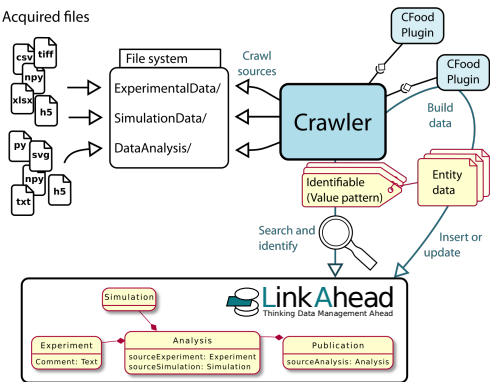 Acquired files
csv
tiff
npy
xlsx
h5
py
svg
npy
h5
txt
File system
ExperimentalData/
SimulationData/
DataAnalysis/
Crawl
sources
Crawler
CFood
Plugin
CFood
Plugin
Build
data
Identifiable
(Value pattern)
Entity
data
Search and
identify
Insert or
update
LinkAhead
Thinking Data Management Ahead
Simulation
Experiment
Comment: Text
Analysis
sourceExperiment: Experiment
sourceSimulation: Simulation
Publication
sourceAnalysis: Analysis